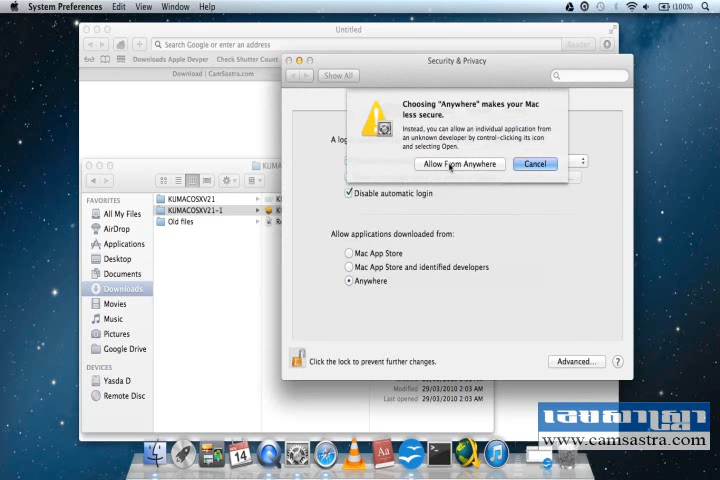 System Preferences Edit View Window Help
(100%)
Untitled
Search Google or enter an address
Reader
Downloads Apple Devper Check Shutter Count
Download | CamSastra.com
Security & Privacy
Show All
Choosing "Anywhere" makes your Mac
less secure.
Instead, you can allow an individual application from
an unknown developer by control-clicking its icon
and selecting Open.
Allow From Anywhere
Cancel
A log
Disable automatic login
Allow applications downloaded from:
Mac App Store
Mac App Store and identified developers
Anywhere
Click the lock to prevent further changes.
Advanced...
?
KUMA
FAVORITES
All My Files
AirDrop
Applications
Desktop
Documents
Downloads
Movies
Music
Pictures
Google Drive
DEVICES
Yasda D
Remote Disc
KUMACOSXV21
KUMACOSXV21-1
Old files
Modified 29/03/2010 2:03 AM
Last opened 29/03/2010 2:03 AM
14
Aa
www.camsastra.com